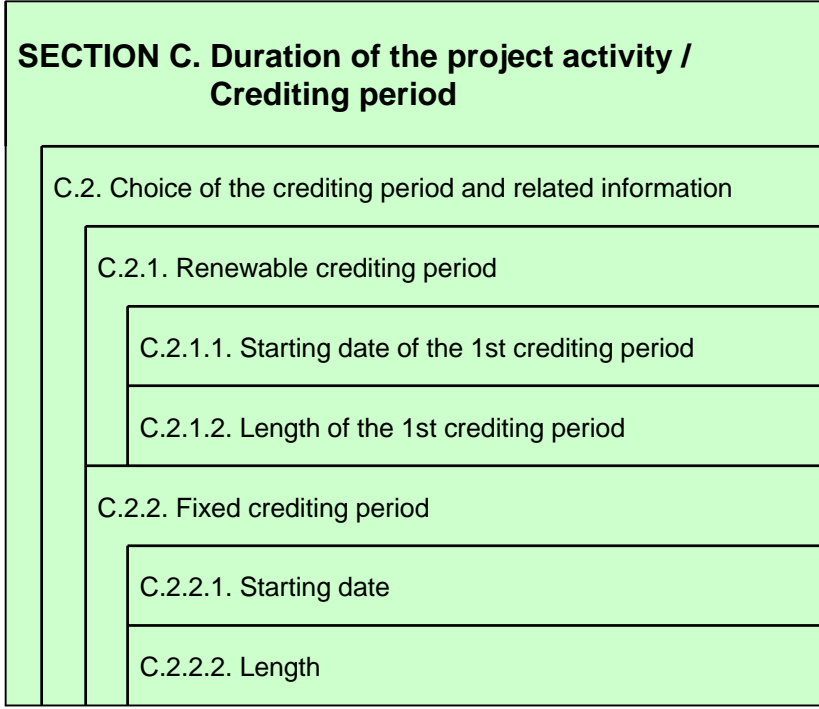 SECTION C. Duration of the project activity /
Crediting period
C.2. Choice of the crediting period and related information
C.2.1. Renewable crediting period
C.2.1.1. Starting date of the 1st crediting period
C.2.1.2. Length of the 1st crediting period
C.2.2. Fixed crediting period
C.2.2.1. Starting date
C.2.2.2. Length